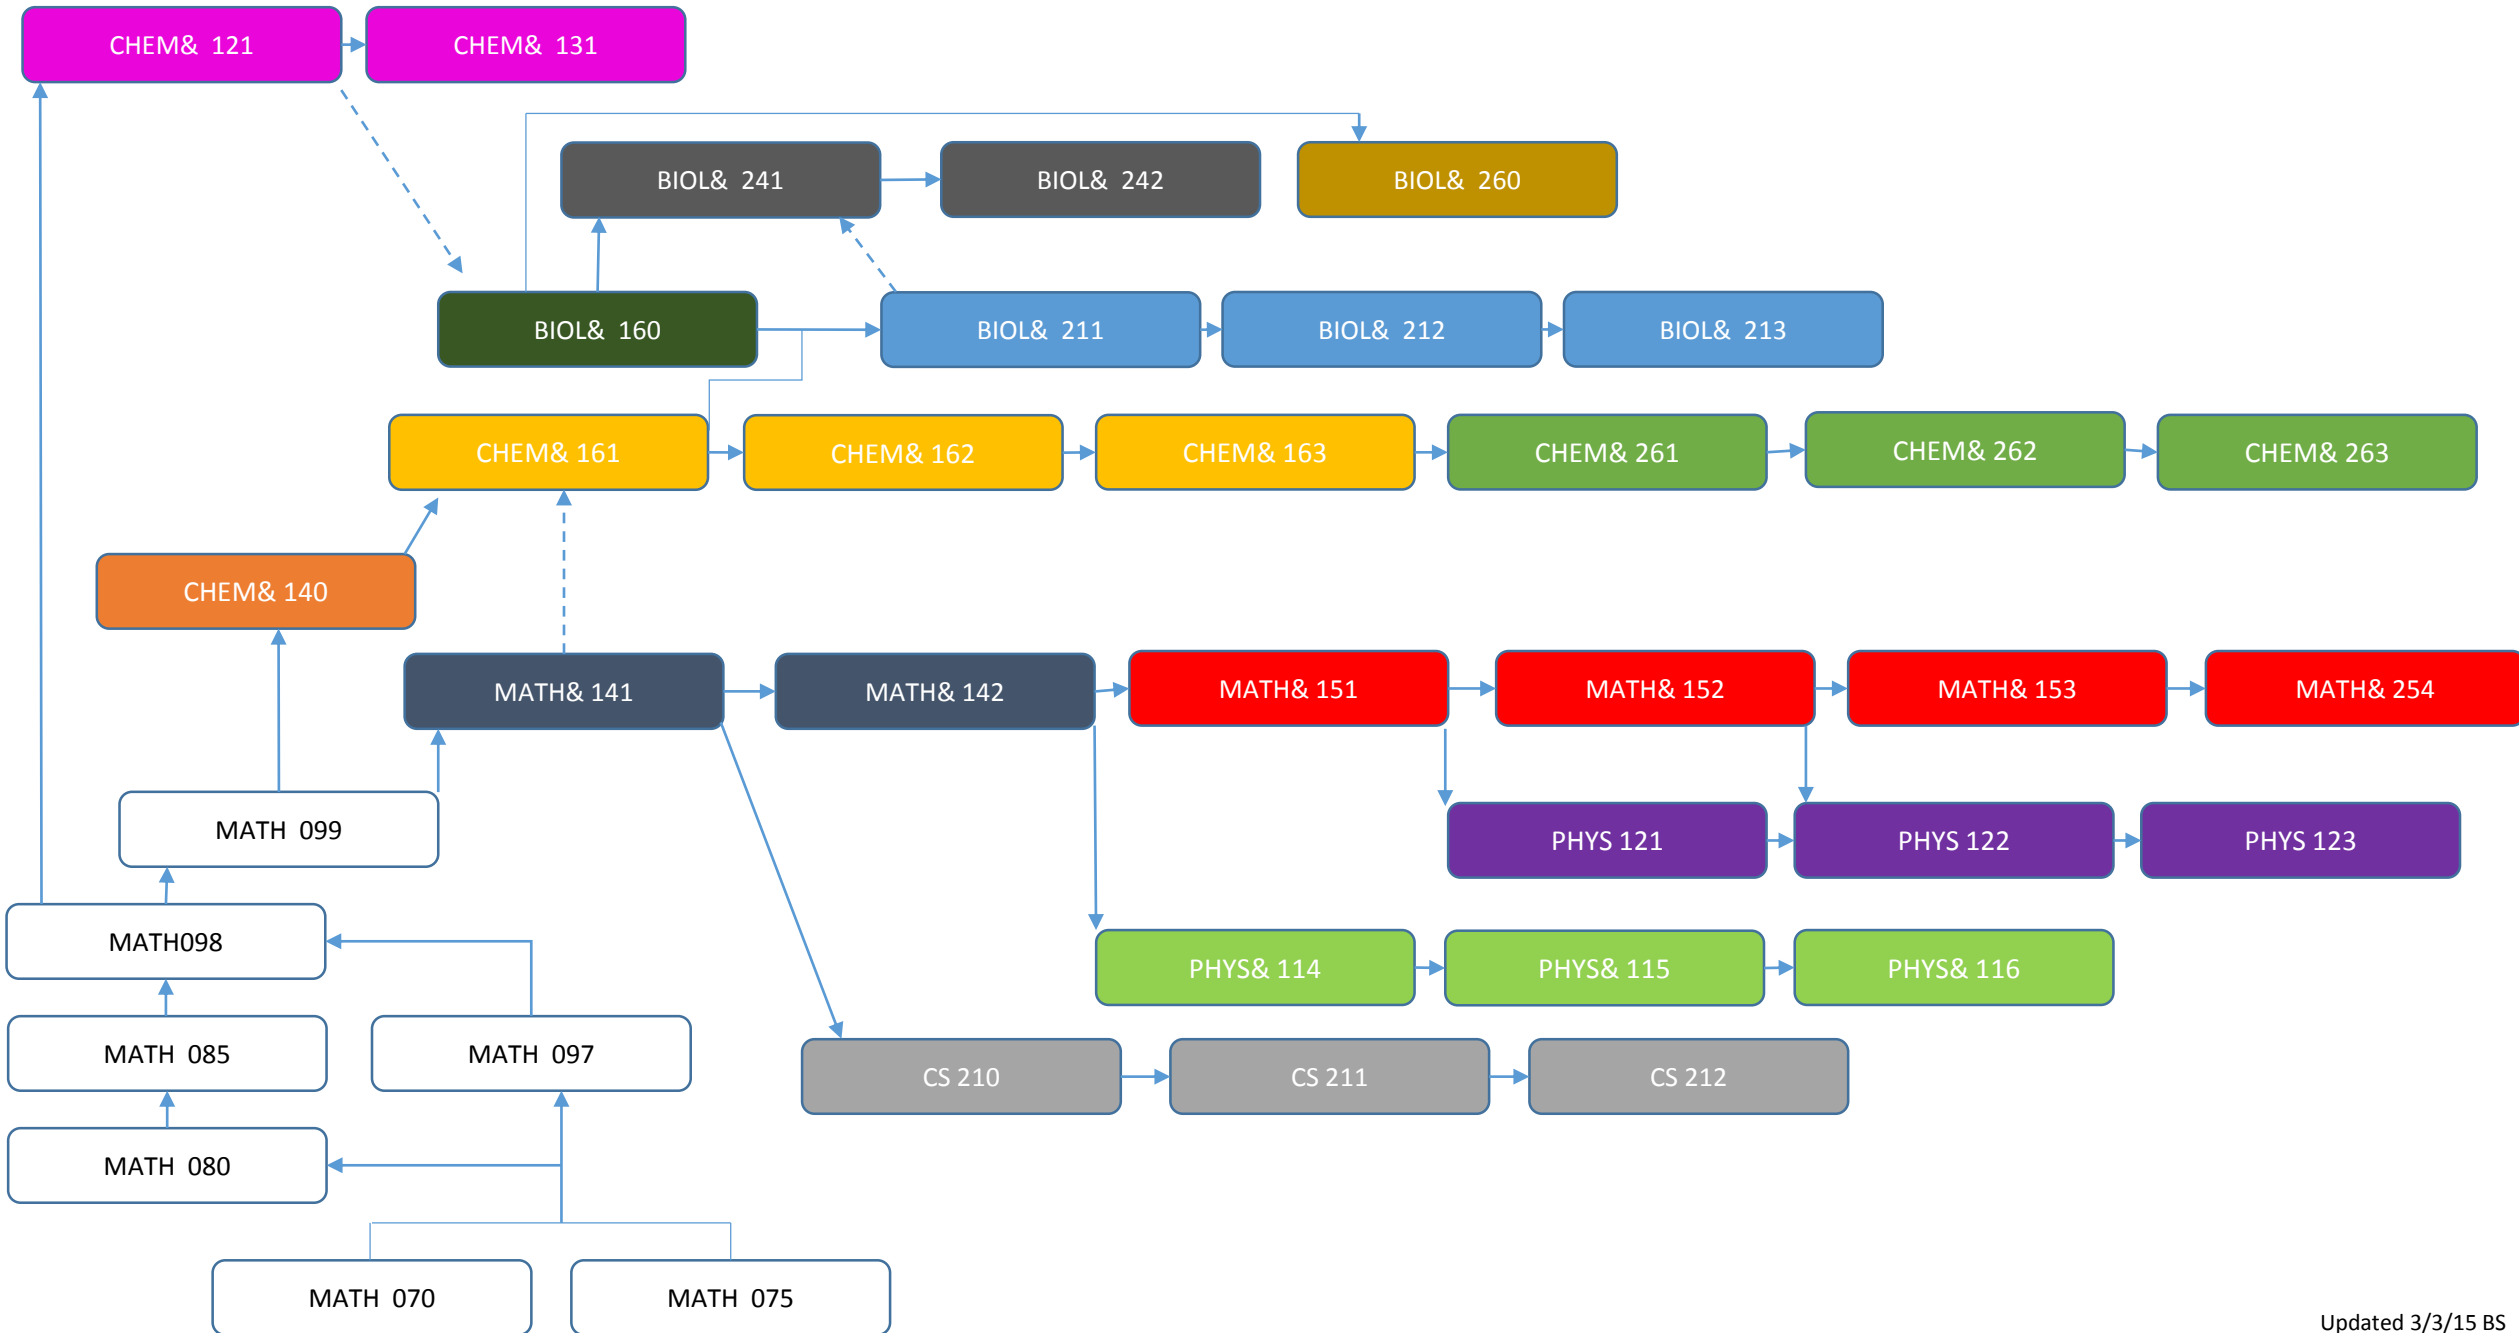 CHEM& 121
CHEM& 131
BIOL& 241
BIOL& 242
BIOL& 260
BIOL& 160
BIOL& 211
BIOL& 212
BIOL& 213
CHEM& 161
CHEM& 162
CHEM& 163
CHEM& 261
CHEM& 262
CHEM& 263
CHEM& 140
MATH& 141
MATH& 142
MATH& 151
MATH& 152
MATH& 153
MATH& 254
MATH 099
PHYS 121
PHYS 122
PHYS 123
MATH098
PHYS& 114
PHYS& 115
PHYS& 116
MATH 085
MATH 097
CS 210
CS 211
CS 212
MATH 080
MATH 070
MATH 075
Updated 3/3/15 BS